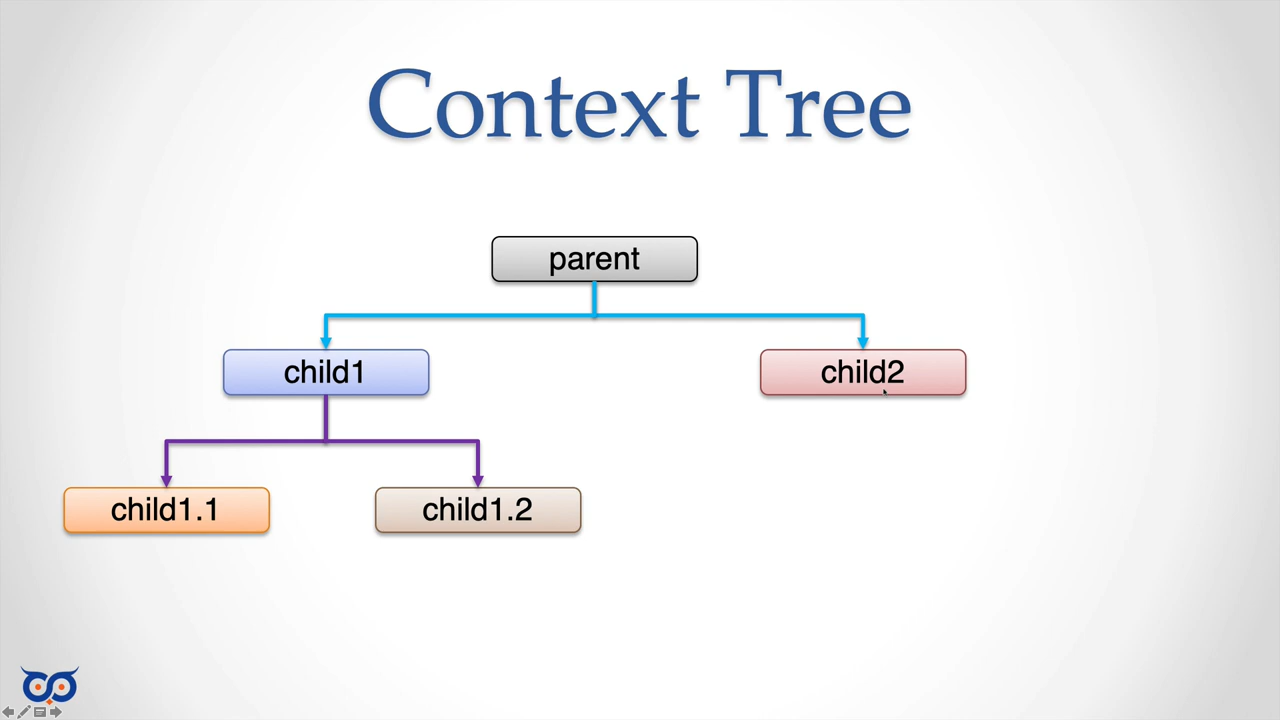 Context Tree
parent
child1
child2
child1.1
child1.2